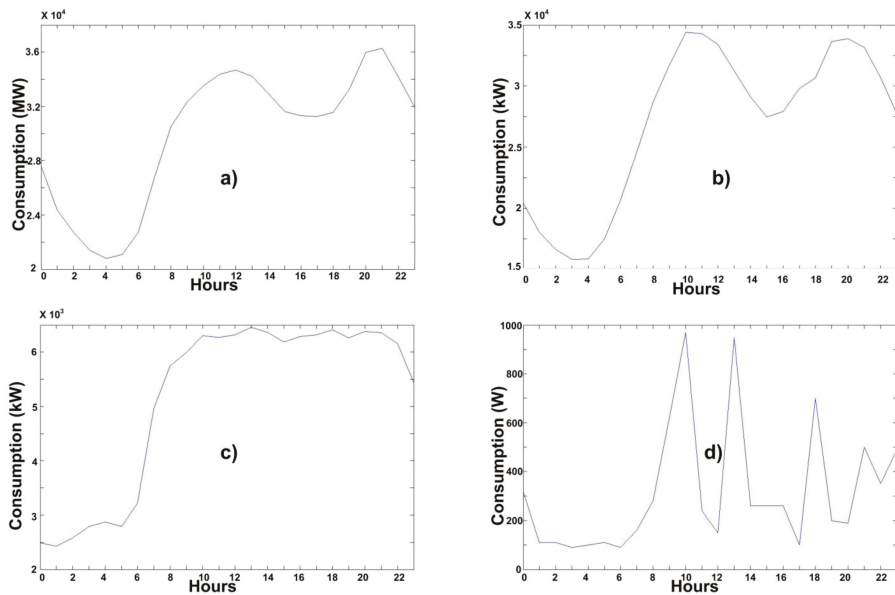 X 10⁴
3.6
3.2
2.8
2.4
2
Consumption (MW)
a)
0 2 4 6 8 10 12 14 16 18 20 22
Hours
X 10⁴
3.5
3
2.5
2
1.5
Consumption (kW)
b)
0 2 4 6 8 10 12 14 16 18 20 22
Hours
X 10³
6
5
4
3
2
Consumption (kW)
c)
0 2 4 6 8 10 12 14 16 18 20 22
Hours
1000
800
600
400
200
0
Consumption (W)
d)
0 2 4 6 8 10 12 14 16 18 20 22
Hours